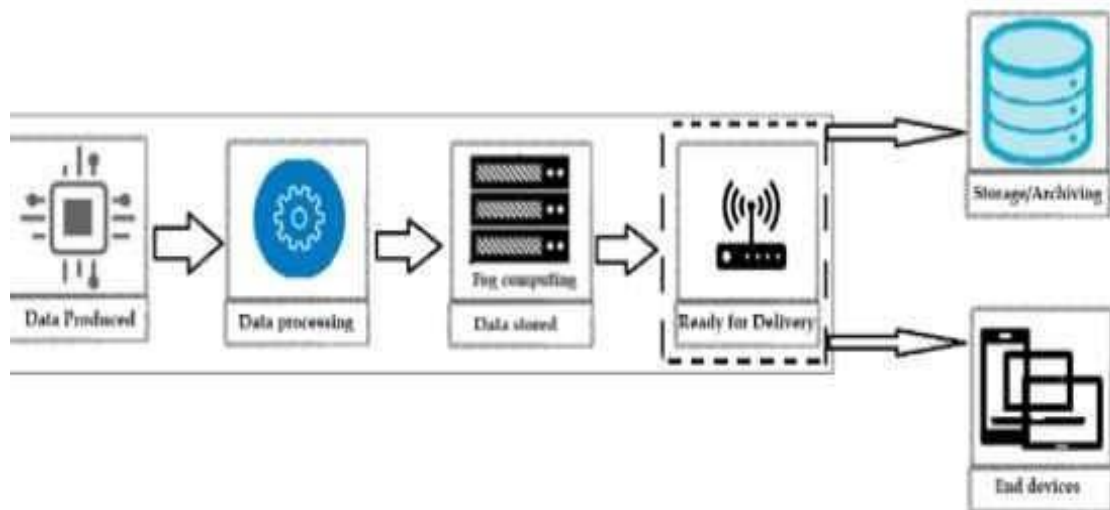 Data Produced
Data processing
Fog computing
Data stored
Ready for Delivery
Storage/Archiving
End devices